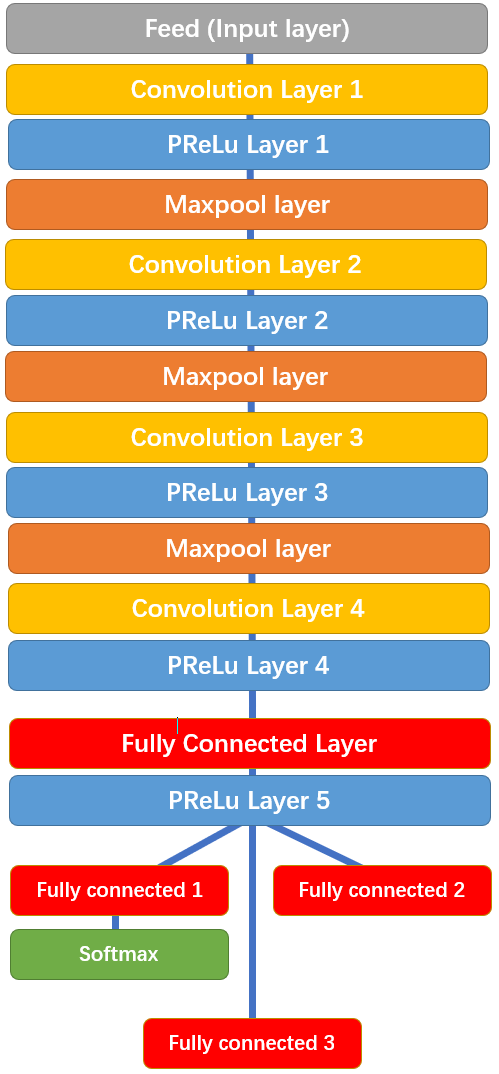 Feed (Input layer)
Convolution Layer 1
PReLu Layer 1
Maxpool layer
Convolution Layer 2
PReLu Layer 2
Maxpool layer
Convolution Layer 3
PReLu Layer 3
Maxpool layer
Convolution Layer 4
PReLu Layer 4
Fully Connected Layer
PReLu Layer 5
Fully connected 1
Fully connected 2
Softmax
Fully connected 3